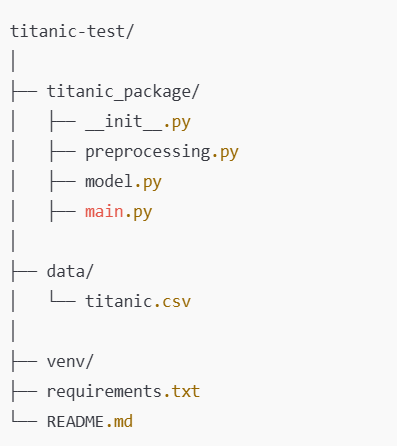 titanic-test/
│
├── titanic_package/
│   ├── __init__.py
│   ├── preprocessing.py
│   ├── model.py
│   ├── main.py
│
├── data/
│   └── titanic.csv
│
├── venv/
├── requirements.txt
└── README.md